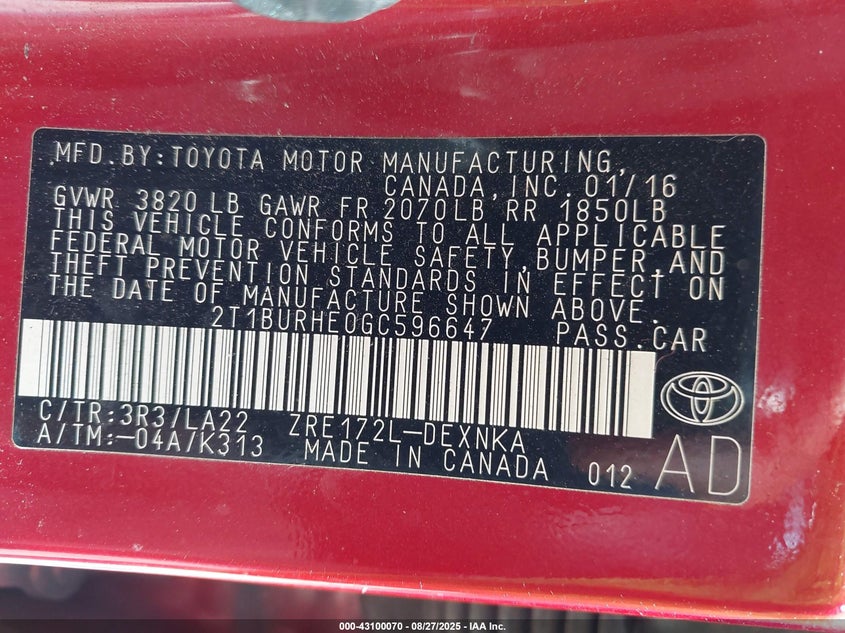 MFD.BY:TOYOTA MOTOR MANUFACTURING,
CANADA,INC.01/16
GVWR 3820 LB GAWR FR 2070LB RR 1850LB
THIS VEHICLE CONFORMS TO ALL APPLICABLE
FEDERAL MOTOR VEHICLE SAFETY,BUMPER,AND
THEFT PREVENTION STANDARDS IN EFFECT ON
THE DATE OF MANUFACTURE SHOWN ABOVE.
2T1BURHE0GC596647 PASS.CAR
C/TR:3R3/LA22 ZRE172L-DEXNKA
A/TM:-04A/K313 MADE IN CANADA 012 AD
000-43100070 - 08/27/2025 - IAA Inc.